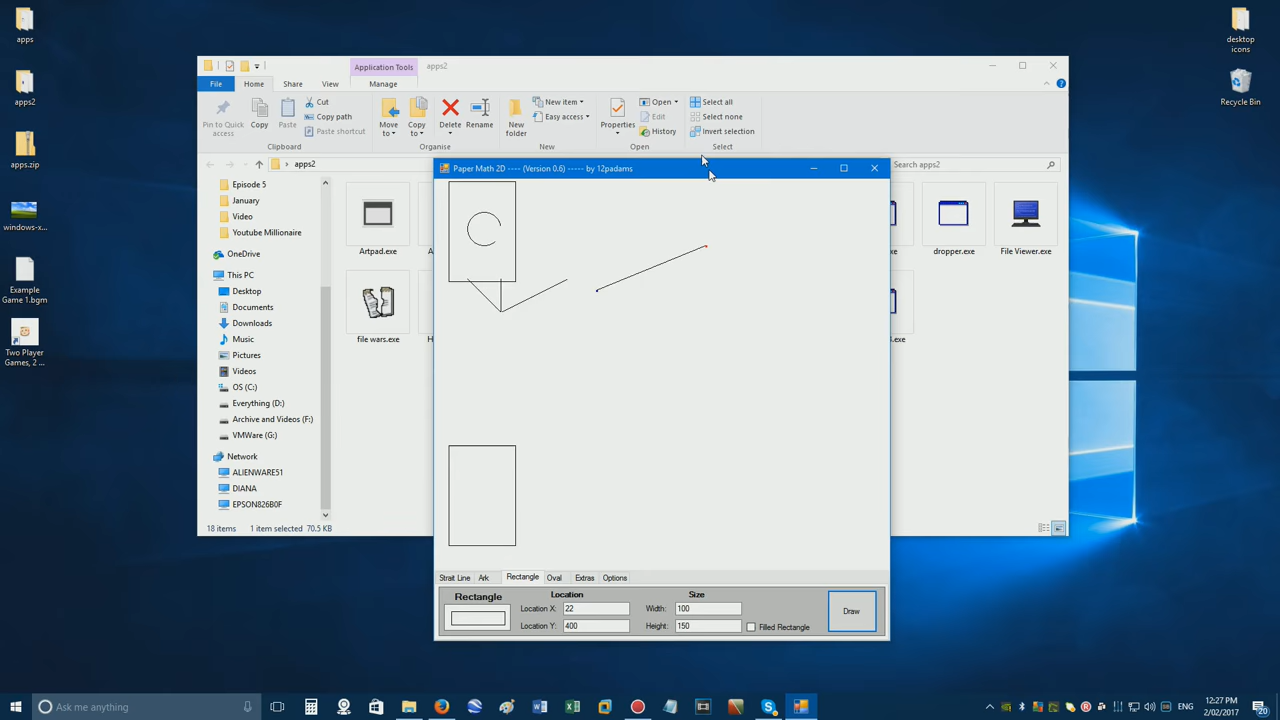 apps
apps2
apps.zip
windows-x...
Example
Game 1.bgm
Two Player
Games, 2 ...
desktop
icons
Recycle Bin
Application Tools
apps2
File
Home
Share
View
Manage
Pin to Quick
access
Copy
Paste
Cut
Copy path
Paste shortcut
Clipboard
Move
to
Copy
to
Delete
Rename
Organise
New
folder
New item
Easy access
New
Properties
Open
Edit
History
Open
Select all
Select none
Invert selection
Select
apps2
Search apps2
Episode 5
January
Video
Youtube Millionaire
OneDrive
This PC
Desktop
Documents
Downloads
Music
Pictures
Videos
OS (C:)
Everything (D:)
Archive and Videos (F:)
VMWare (G:)
Network
ALIENWARE51
DIANA
EPSON826B0F
Artpad.exe
dropper.exe
File Viewer.exe
file wars.exe
.exe
18 items
1 item selected 70.5 KB
Paper Math 2D ---- (Version 0.6) ----- by 12padams
Strait Line
Ark
Rectangle
Oval
Extras
Options
Rectangle
Location
Location X: 22
Location Y: 400
Size
Width: 100
Height: 150
Filled Rectangle
Draw
Ask me anything
ENG
12:27 PM
2/02/2017
20